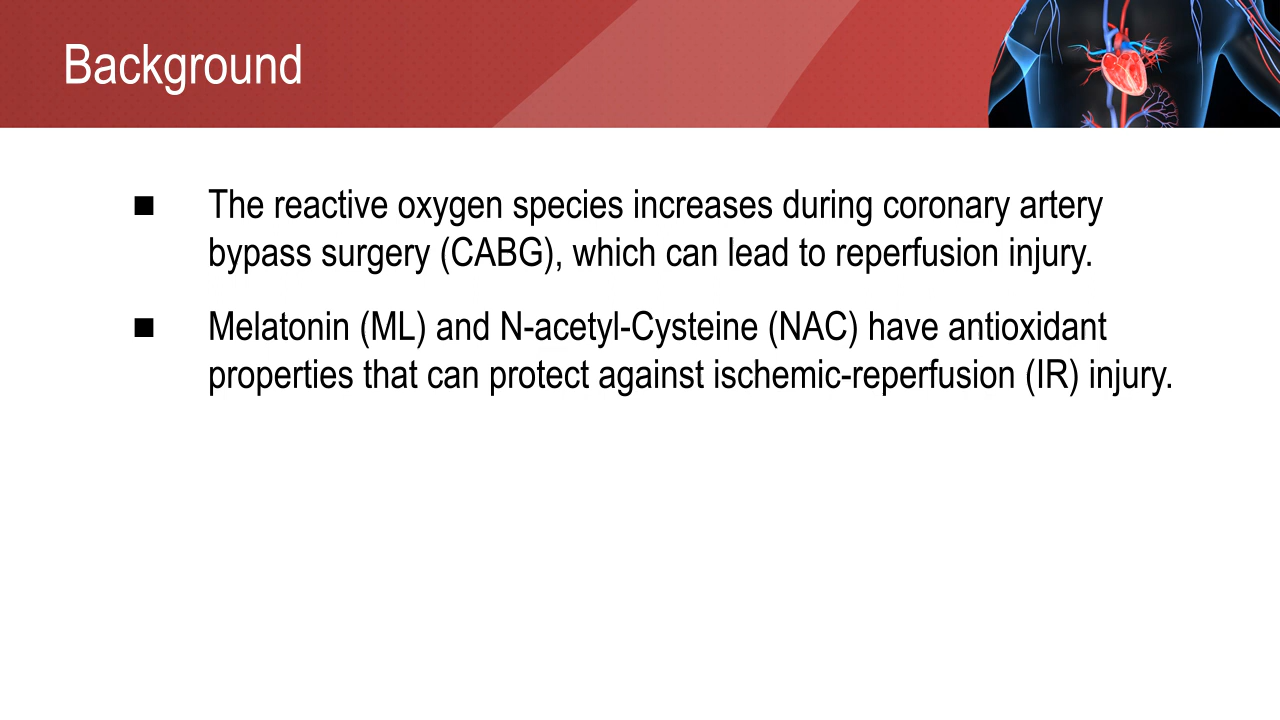 Background
■ The reactive oxygen species increases during coronary artery
bypass surgery (CABG), which can lead to reperfusion injury.
■ Melatonin (ML) and N-acetyl-Cysteine (NAC) have antioxidant
properties that can protect against ischemic-reperfusion (IR) injury.